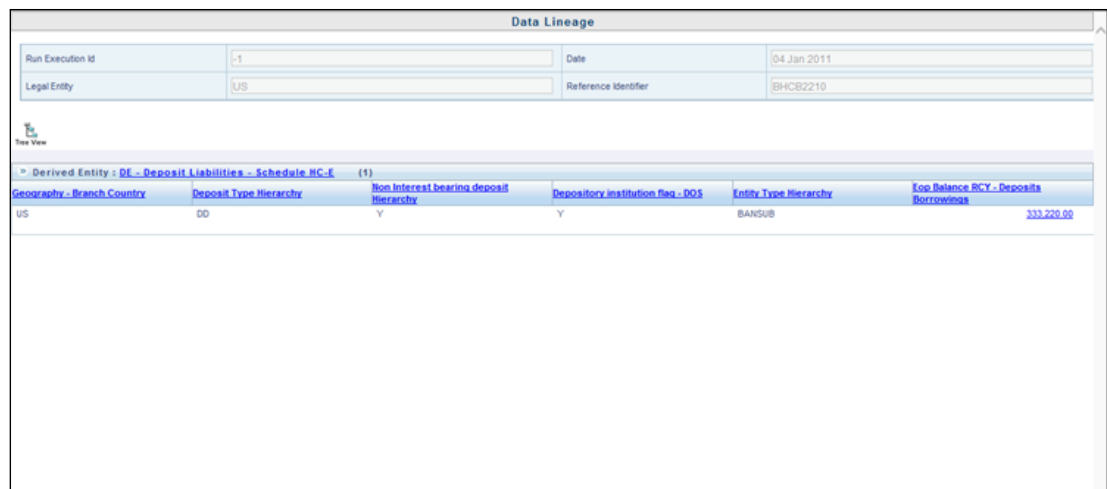 Data Lineage
Run Execution Id -1 Date 04 Jan 2011
Legal Entity US Reference Identifier BHCB2210
Tree View
» Derived Entity : DE - Deposit Liabilities - Schedule HC-E (1)
Geography - Branch Country Deposit Type Hierarchy Non Interest bearing deposit Hierarchy Depository institution flag - DOS Entity Type Hierarchy Eop Balance RCY - Deposits Borrowings
US DD Y Y BANSUB 333,220.00